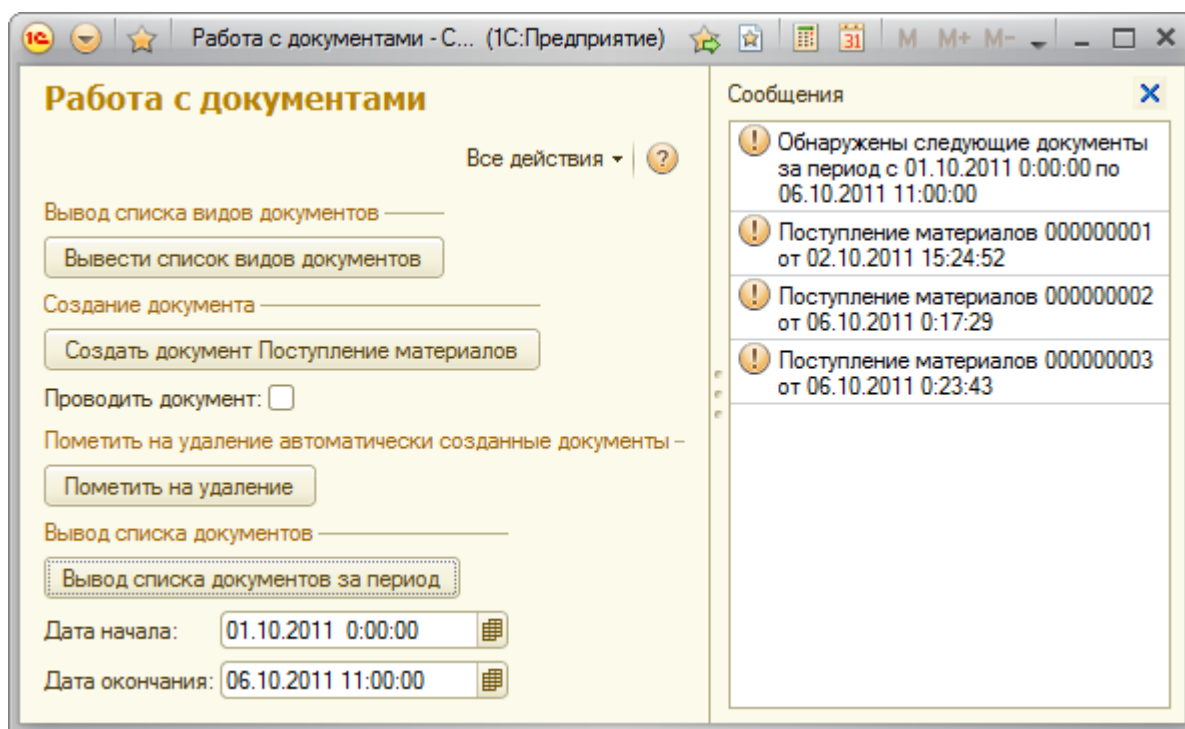 1С Работа с документами - С... (1С:Предприятие) 31 M M+ M-
Работа с документами
Все действия ?
Вывод списка видов документов
Вывести список видов документов
Создание документа
Создать документ Поступление материалов
Проводить документ:
Пометить на удаление автоматически созданные документы
Пометить на удаление
Вывод списка документов
Вывод списка документов за период
Дата начала: 01.10.2011 0:00:00
Дата окончания: 06.10.2011 11:00:00
Сообщения
Обнаружены следующие документы
за период с 01.10.2011 0:00:00 по
06.10.2011 11:00:00
Поступление материалов 000000001
от 02.10.2011 15:24:52
Поступление материалов 000000002
от 06.10.2011 0:17:29
Поступление материалов 000000003
от 06.10.2011 0:23:43